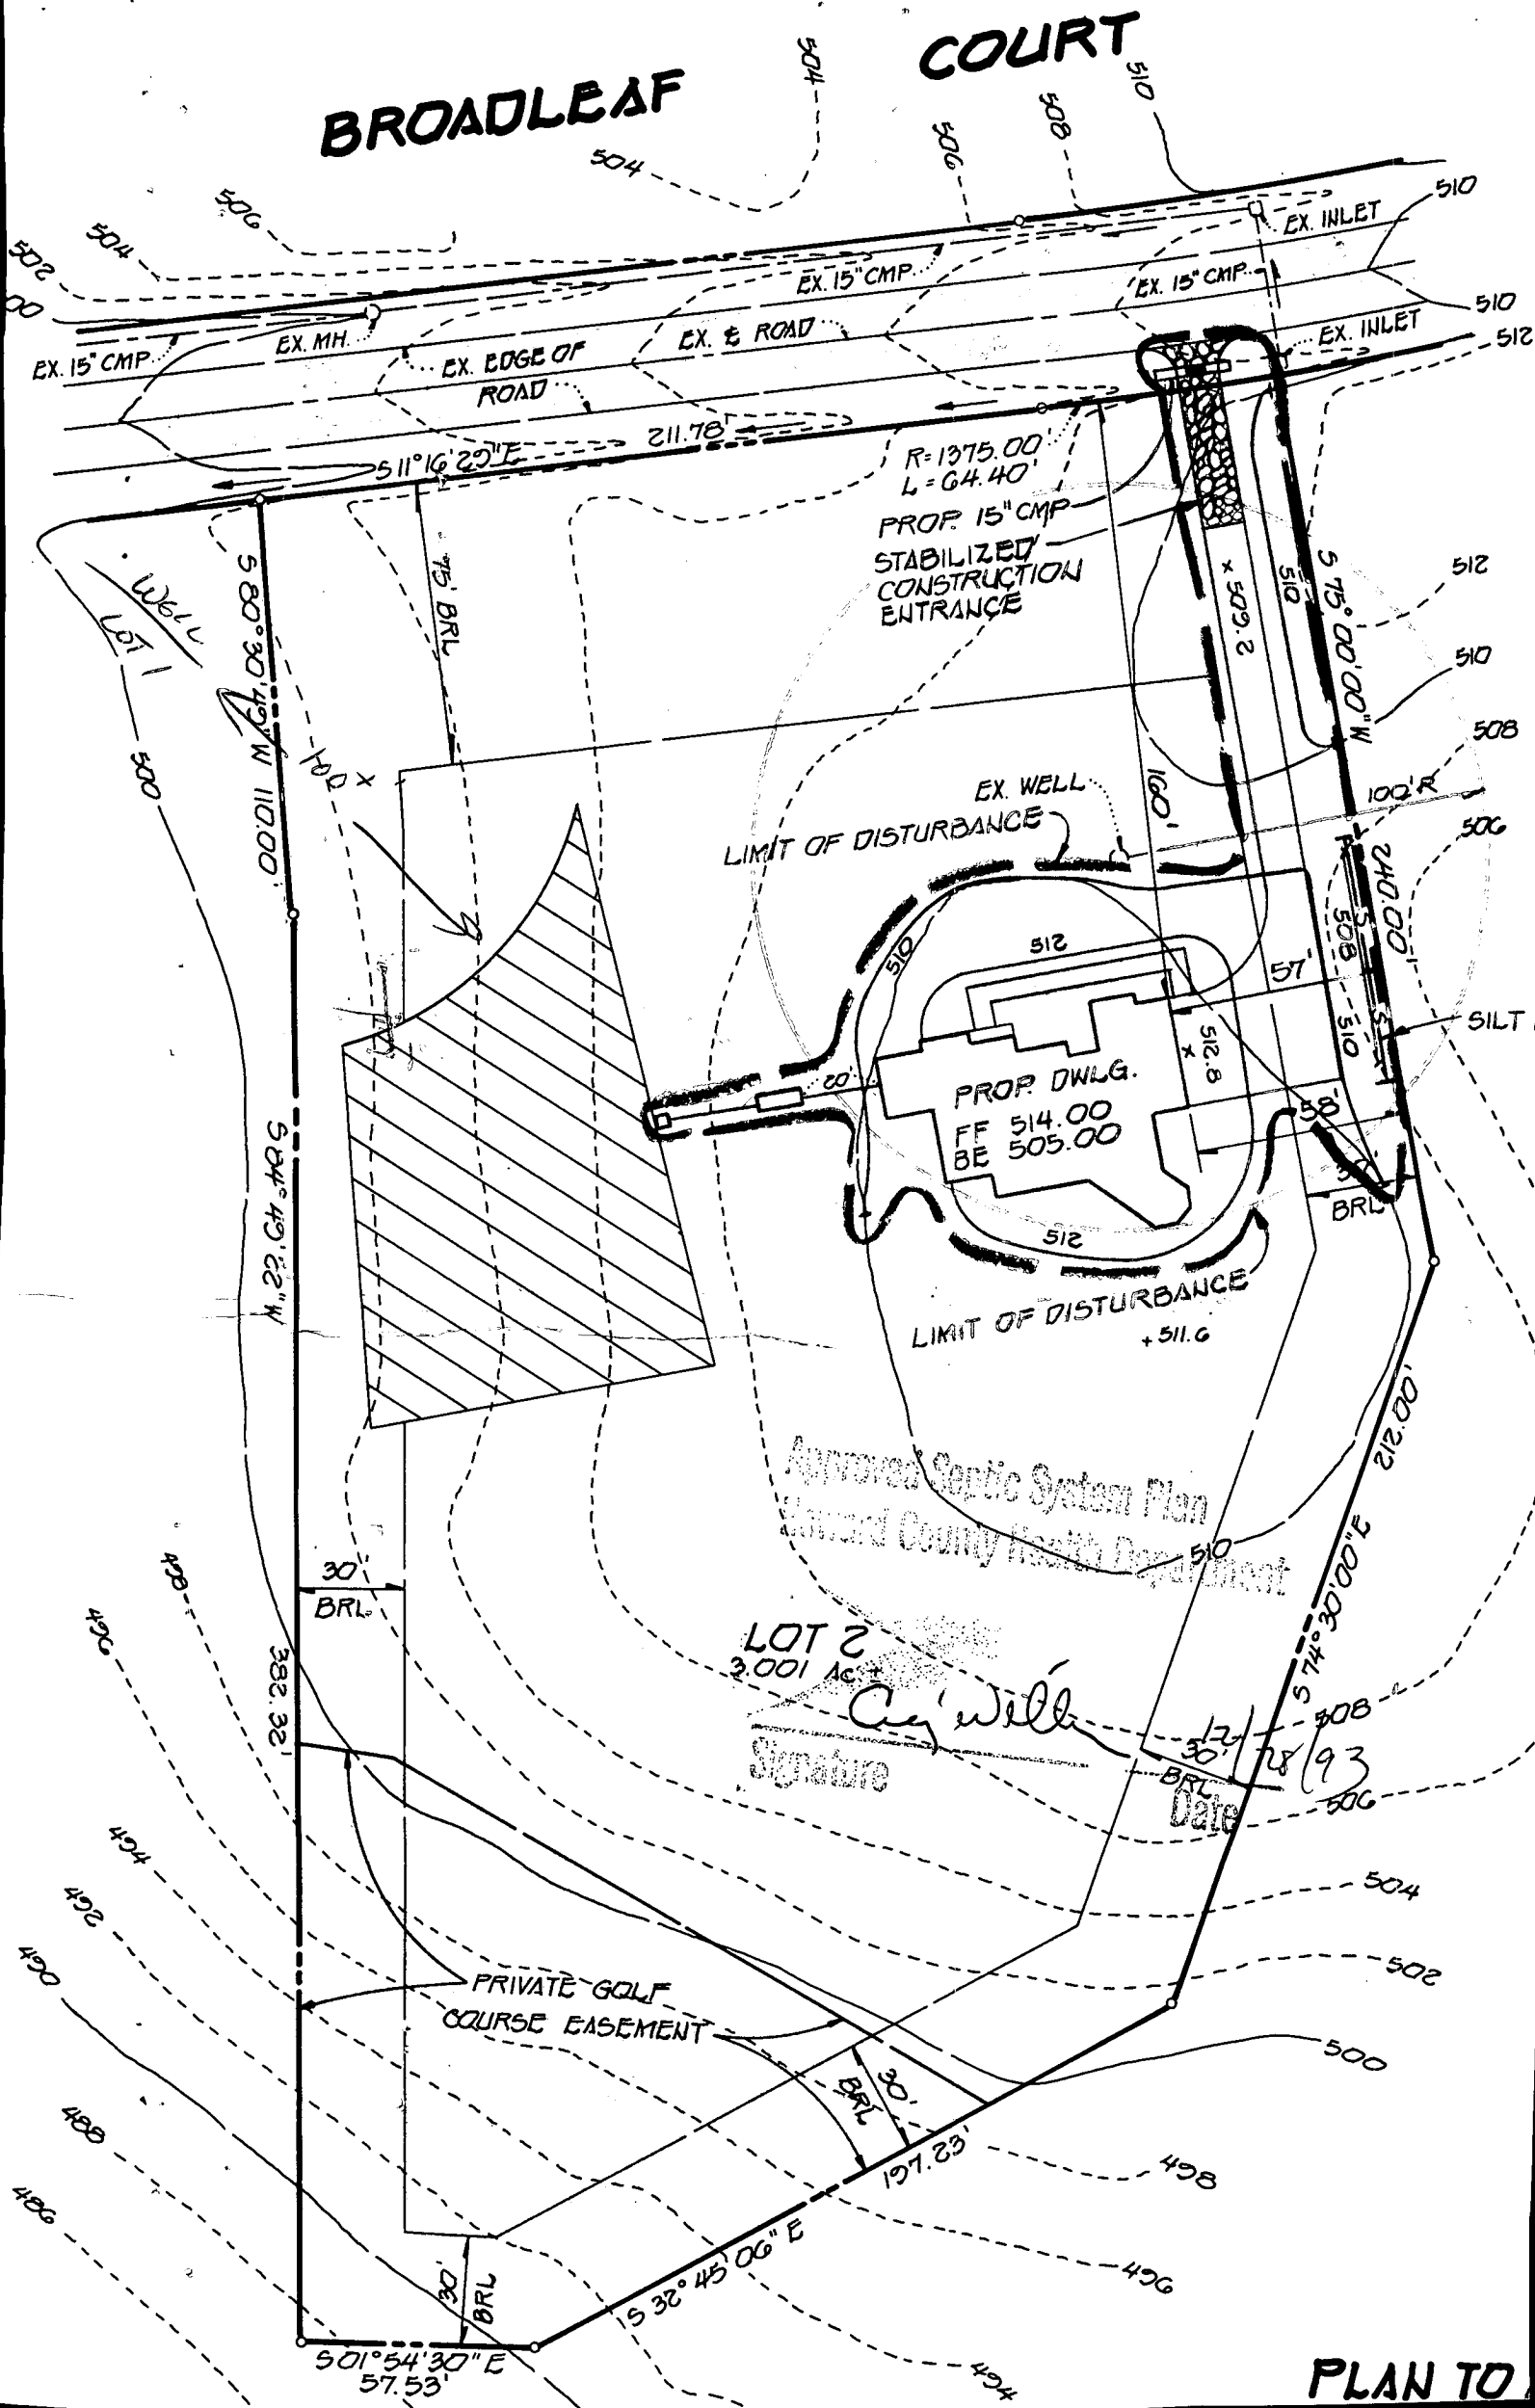 BROADLEAF COURT
504
510
508
506
504
506
504
502
00
510
EX. INLET
EX. 15" CMP
EX. 15" CMP
510
EX. INLET
512
EX. 15" CMP
EX. MH.
EX. EDGE OF
ROAD
EX. ℄ ROAD
S 11° 16' 29" E
211.78'
R=1375.00'
L=64.40'
PROP. 15" CMP
STABILIZED
CONSTRUCTION
ENTRANCE
75' BRL
Well
Lot 1
S 80° 30' 49" W 110.00'
500
100
x
x 509.2
510
S 75° 00' 00" W
240.00'
512
510
508
506
100' R
EX. WELL
160'
LIMIT OF DISTURBANCE
510
512
57'
508
510
S
S
SILT
20'
PROP. DWLG.
FF 514.00
BE 505.00
512.8
x
58'
30'
BRL
512
LIMIT OF DISTURBANCE
+ 511.6
S 84° 49' 22" W
382.32'
212.00'
S 74° 30' 00" E
Approved Septic System Plan
Howard County Health Department
510
30'
BRL
LOT 2
3.001 Ac. ±
Signature
12/28/93
Date
30'
BRL
508
506
504
502
500
498
496
494
498
496
494
492
490
488
486
PRIVATE GOLF
COURSE EASEMENT
30'
BRL
197.23'
S 32° 45' 06" E
30'
BRL
S 01° 54' 30" E
57.53'
PLAN TO